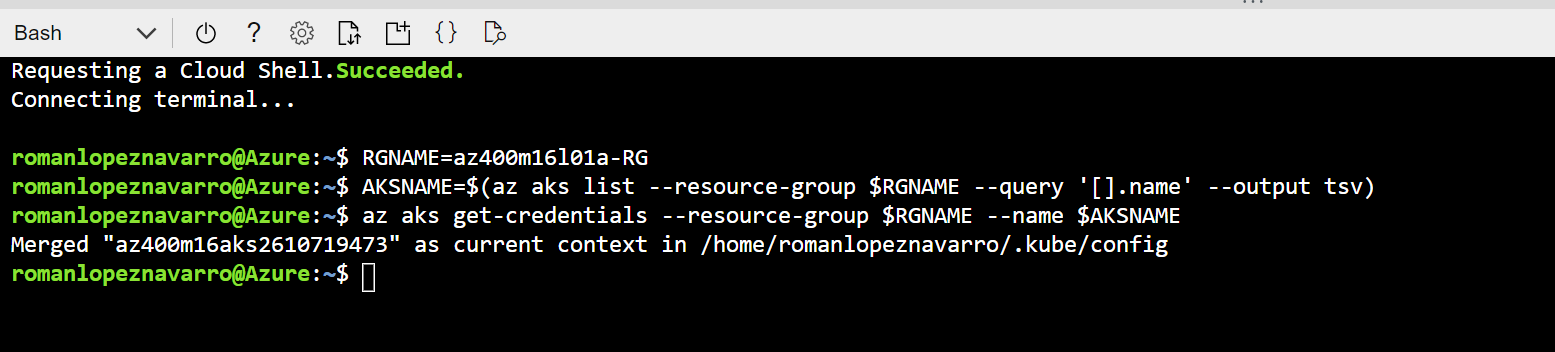 Bash
Requesting a Cloud Shell.Succeeded.
Connecting terminal...
romanlopeznavarro@Azure:~$ RGNAME=az400m16l01a-RG
romanlopeznavarro@Azure:~$ AKSNAME=$(az aks list --resource-group $RGNAME --query '[].name' --output tsv)
romanlopeznavarro@Azure:~$ az aks get-credentials --resource-group $RGNAME --name $AKSNAME
Merged "az400m16aks2610719473" as current context in /home/romanlopeznavarro/.kube/config
romanlopeznavarro@Azure:~$